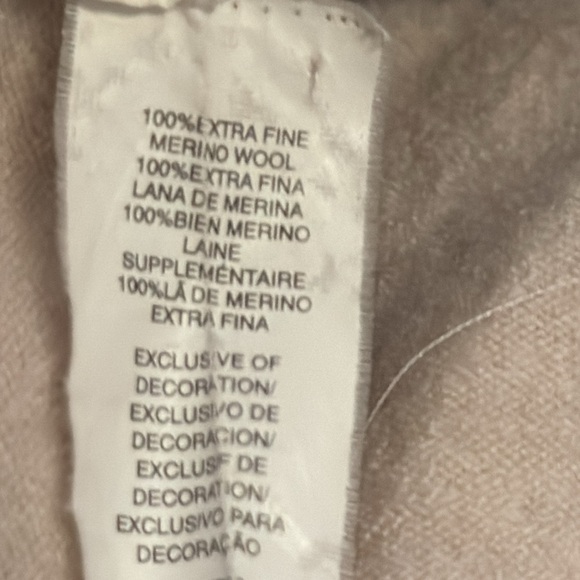 100%EXTRA FINE
MERINO WOOL
100%EXTRA FINA
LANA DE MERINA
100%BIEN MERINO
LAINE
SUPPLEMÉNTAIRE
100%LÃ DE MERINO
EXTRA FINA
EXCLUSIVE OF
DECORATION/
EXCLUSIVO DE
DECORACION/
EXCLUSIF DE
DECORATION/
EXCLUSIVO PARA
DECORAÇÃO